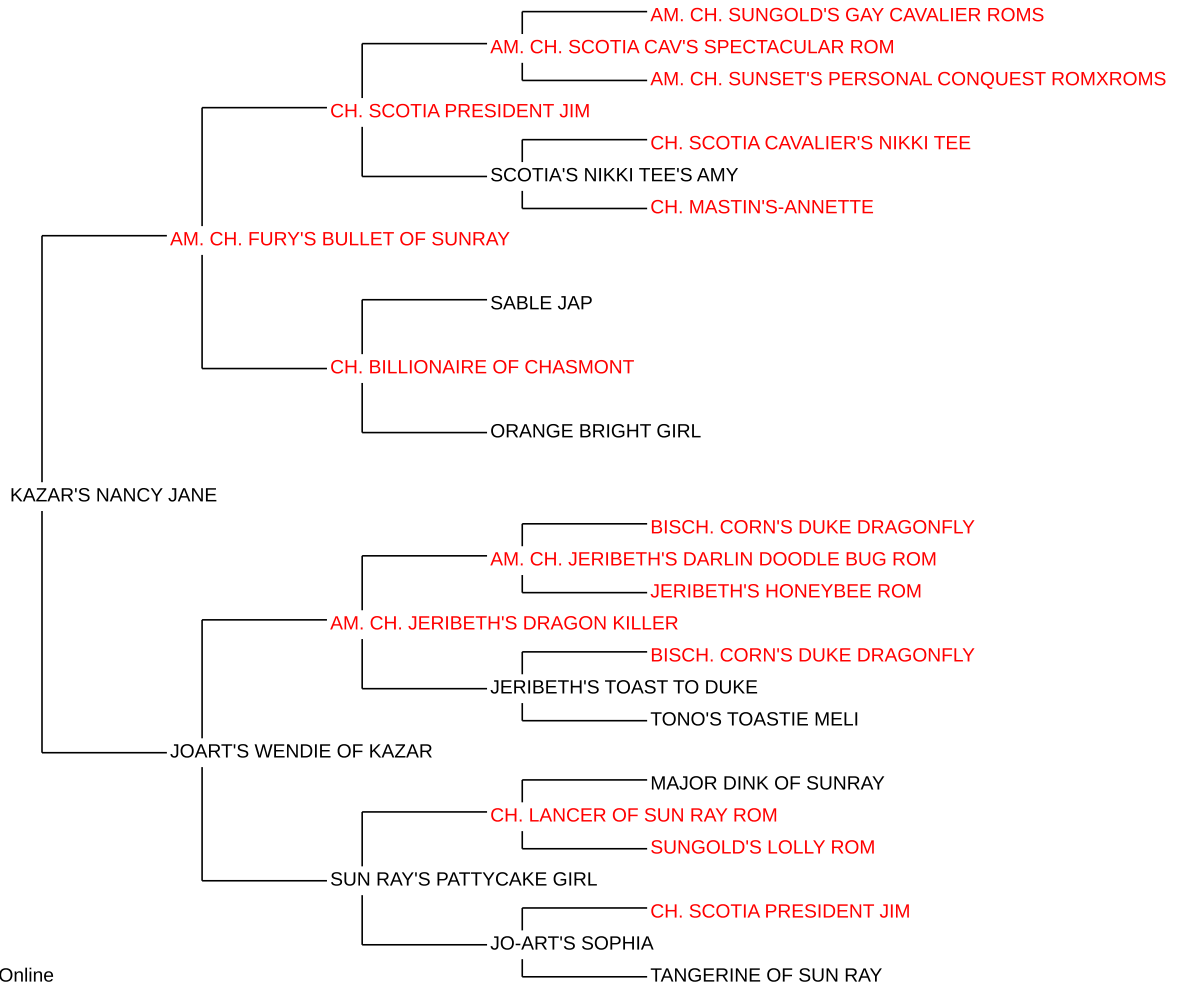 AM. CH. SUNGOLD'S GAY CAVALIER ROMS
AM. CH. SCOTIA CAV'S SPECTACULAR ROM
AM. CH. SUNSET'S PERSONAL CONQUEST ROMXROMS
CH. SCOTIA PRESIDENT JIM
CH. SCOTIA CAVALIER'S NIKKI TEE
SCOTIA'S NIKKI TEE'S AMY
CH. MASTIN'S-ANNETTE
AM. CH. FURY'S BULLET OF SUNRAY
SABLE JAP
CH. BILLIONAIRE OF CHASMONT
ORANGE BRIGHT GIRL
KAZAR'S NANCY JANE
BISCH. CORN'S DUKE DRAGONFLY
AM. CH. JERIBETH'S DARLIN DOODLE BUG ROM
JERIBETH'S HONEYBEE ROM
AM. CH. JERIBETH'S DRAGON KILLER
BISCH. CORN'S DUKE DRAGONFLY
JERIBETH'S TOAST TO DUKE
TONO'S TOASTIE MELI
JOART'S WENDIE OF KAZAR
MAJOR DINK OF SUNRAY
CH. LANCER OF SUN RAY ROM
SUNGOLD'S LOLLY ROM
SUN RAY'S PATTYCAKE GIRL
CH. SCOTIA PRESIDENT JIM
JO-ART'S SOPHIA
TANGERINE OF SUN RAY
Online